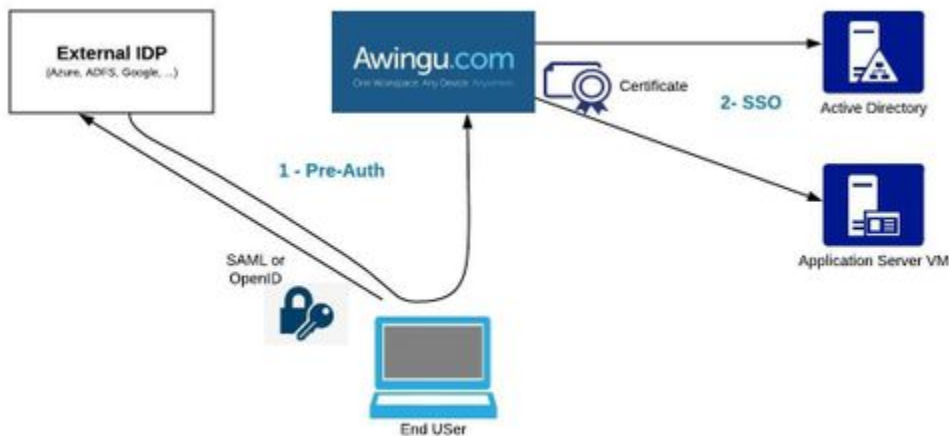 External IDP
(Azure, ADFS, Google, ...)
Awingu.com
One Workspace. Any Device. Anywhere.
Certificate
2- SSO
Active Directory
1 - Pre-Auth
Application Server VM
SAML or
OpenID
End USer